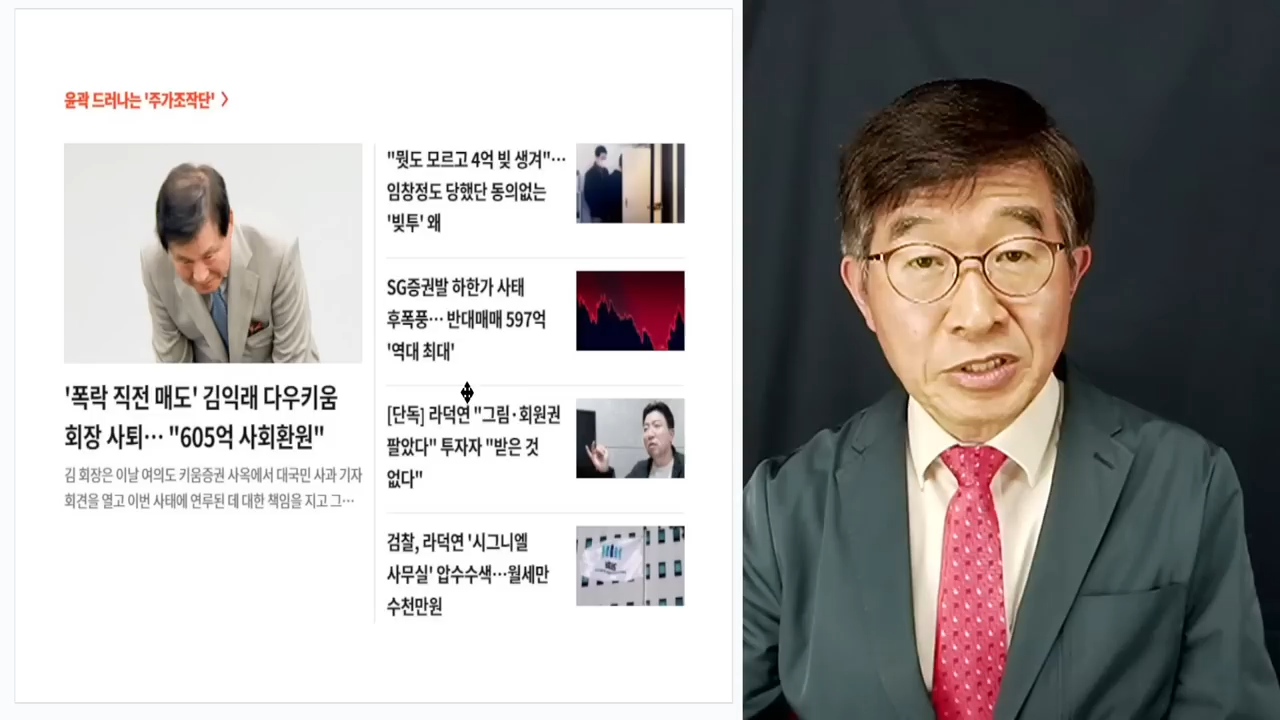 윤곽 드러나는 '주가조작단' 〉
'폭락 직전 매도' 김익래 다우키움
회장 사퇴… "605억 사회환원"
김 회장은 이날 여의도 키움증권 사옥에서 대국민 사과 기자
회견을 열고 이번 사태에 연루된 데 대한 책임을 지고 그…
"뭣도 모르고 4억 빚 생겨"…
임창정도 당했단 동의없는
'빚투' 왜
SG증권발 하한가 사태
후폭풍… 반대매매 597억
'역대 최대'
[단독] 라덕연 "그림·회원권
팔았다" 투자자 "받은 것
없다"
검찰, 라덕연 '시그니엘
사무실' 압수수색…월세만
수천만원